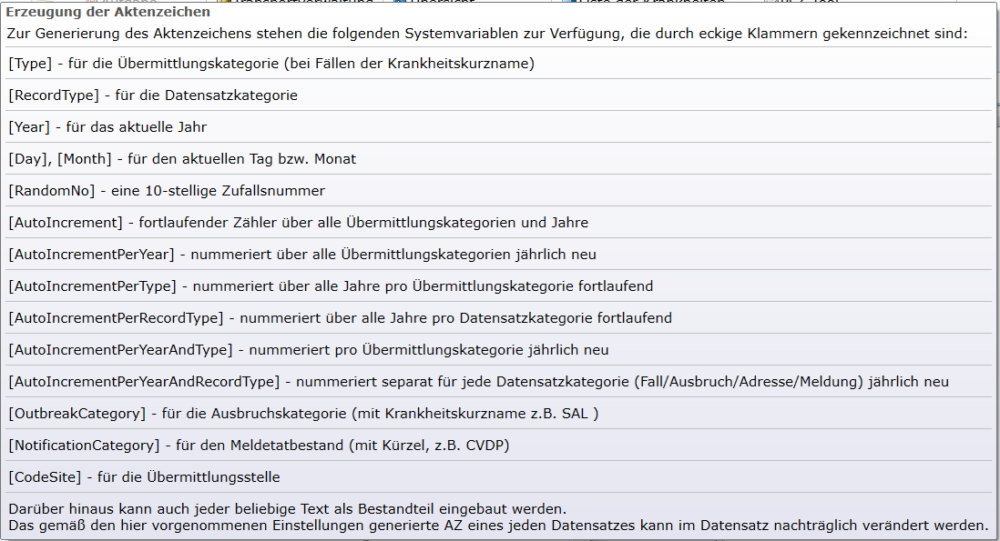 Erzeugung der Aktenzeichen
Zur Generierung des Aktenzeichens stehen die folgenden Systemvariablen zur Verfügung, die durch eckige Klammern gekennzeichnet sind:
[Type] - für die Übermittlungskategorie (bei Fällen der Krankheitskurzname)
[RecordType] - für die Datensatzkategorie
[Year] - für das aktuelle Jahr
[Day], [Month] - für den aktuellen Tag bzw. Monat
[RandomNo] - eine 10-stellige Zufallsnummer
[AutoIncrement] - fortlaufender Zähler über alle Übermittlungskategorien und Jahre
[AutoIncrementPerYear] - nummeriert über alle Übermittlungskategorien jährlich neu
[AutoIncrementPerType] - nummeriert über alle Jahre pro Übermittlungskategorie fortlaufend
[AutoIncrementPerRecordType] - nummeriert über alle Jahre pro Datensatzkategorie fortlaufend
[AutoIncrementPerYearAndType] - nummeriert pro Übermittlungskategorie jährlich neu
[AutoIncrementPerYearAndRecordType] - nummeriert separat für jede Datensatzkategorie (Fall/Ausbruch/Adresse/Meldung) jährlich neu
[OutbreakCategory] - für die Ausbruchskategorie (mit Krankheitskurzname z.B. SAL )
[NotificationCategory] - für den Meldetatbestand (mit Kürzel, z.B. CVDP)
[CodeSite] - für die Übermittlungsstelle
Darüber hinaus kann auch jeder beliebige Text als Bestandteil eingebaut werden.
Das gemäß den hier vorgenommenen Einstellungen generierte AZ eines jeden Datensatzes kann im Datensatz nachträglich verändert werden.